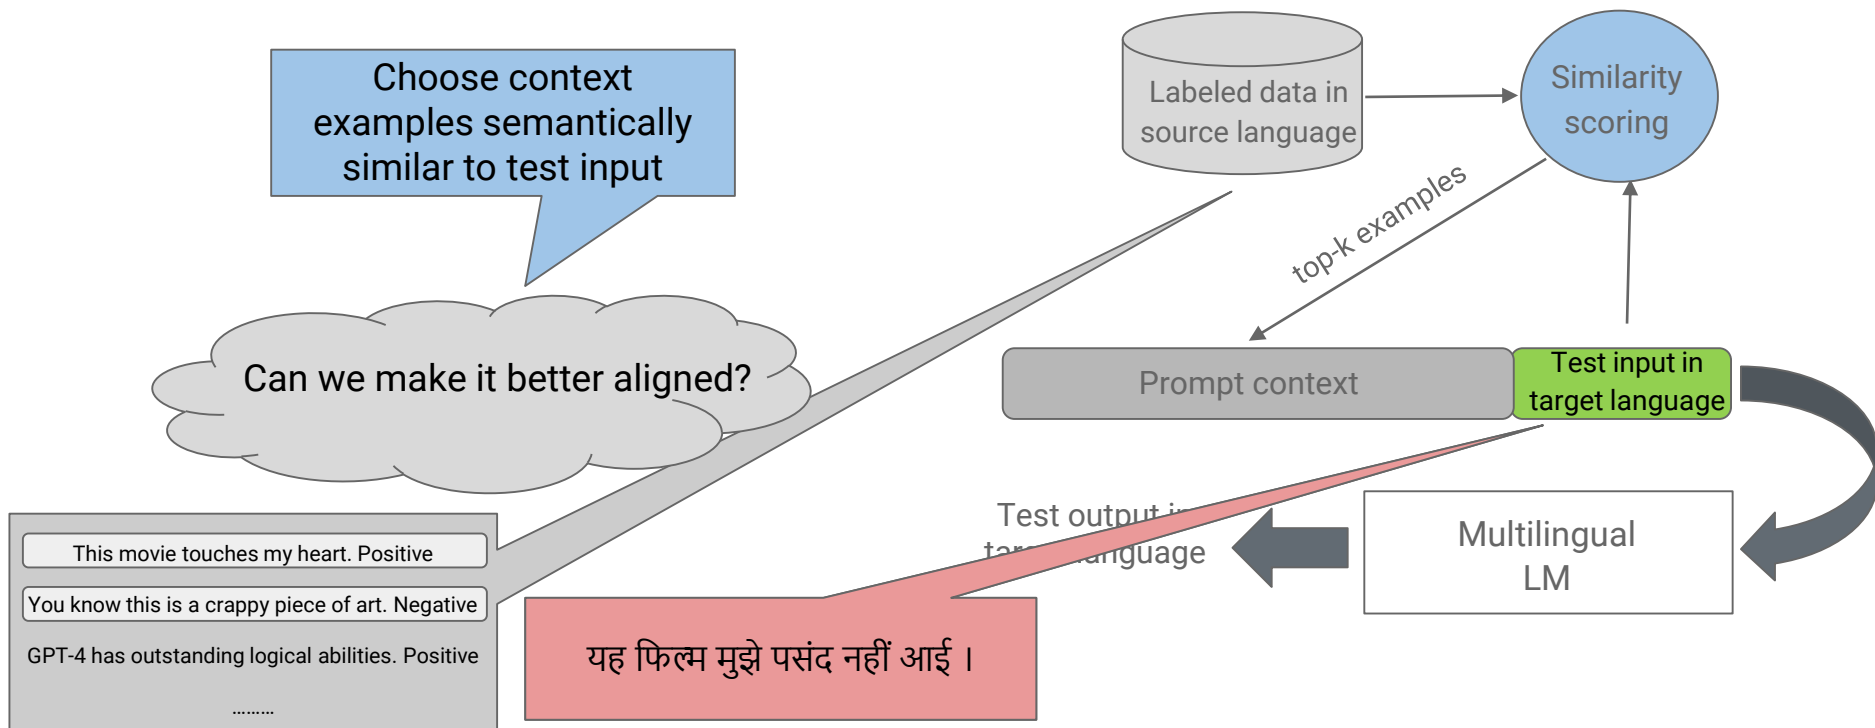 Choose context
examples semantically
similar to test input
Can we make it better aligned?
This movie touches my heart. Positive
You know this is a crappy piece of art. Negative
GPT-4 has outstanding logical abilities. Positive
.........
Labeled data in
source language
Similarity
scoring
top-k examples
Prompt context
Test input in
target language
Multilingual
LM
Test output in
language
यह फिल्म मुझे पसंद नहीं आई ।